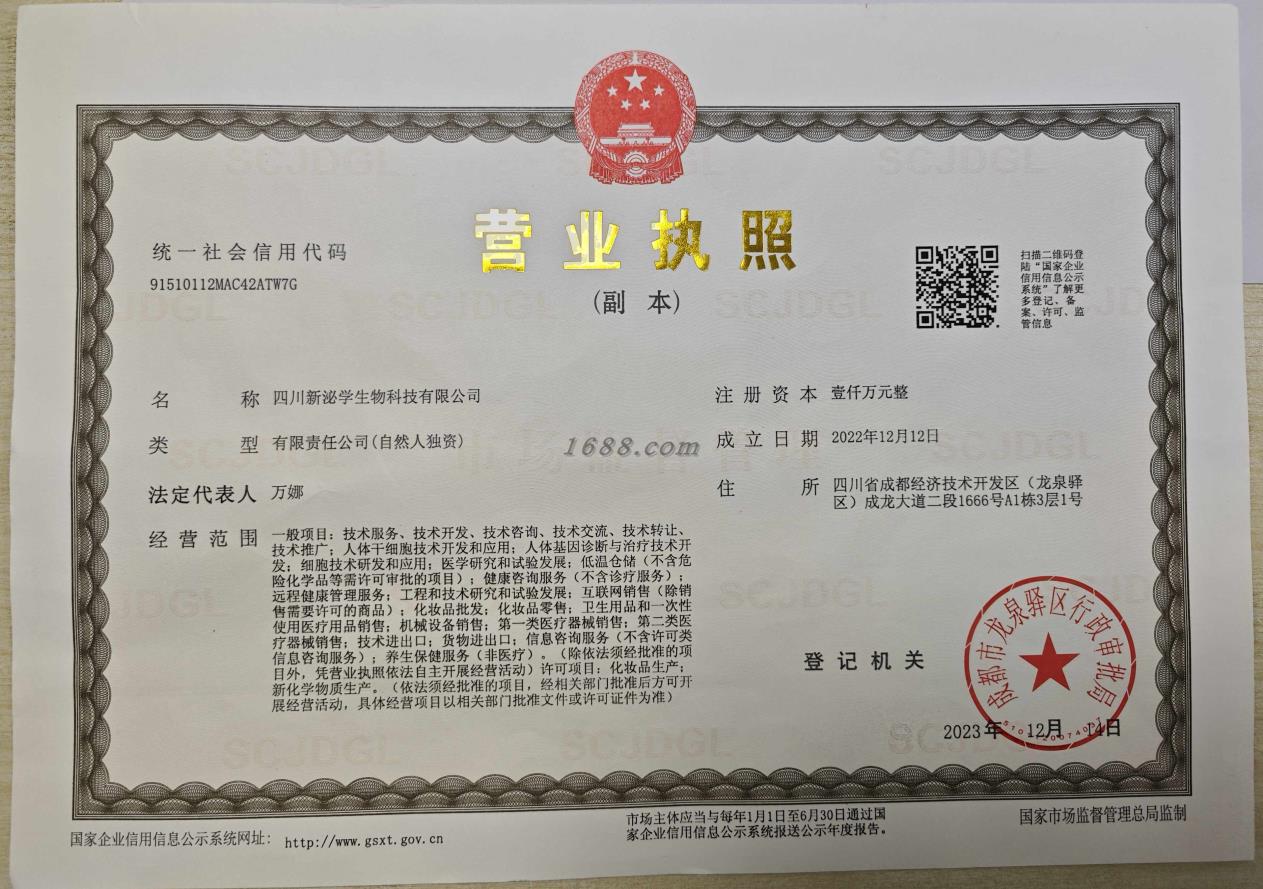 营业执照
(副 本)
统一社会信用代码
91510112MAC42ATW7G
扫描二维码登
陆“国家企业
信用信息公示
系统”了解更
多登记、备
案、许可、监
管信息
名 称 四川新泌学生物科技有限公司
类 型 有限责任公司(自然人独资)
法定代表人 万娜
经营范围 一般项目：技术服务、技术开发、技术咨询、技术交流、技术转让、
技术推广；人体干细胞技术开发和应用；人体基因诊断与治疗技术开
发；细胞技术研发和应用；医学研究和试验发展；低温仓储（不含危
险化学品等需许可审批的项目）；健康咨询服务（不含诊疗服务）；
远程健康管理服务；工程和技术研究和试验发展；互联网销售（除销
售需要许可的商品）；化妆品批发；化妆品零售；卫生用品和一次性
使用医疗用品销售；机械设备销售；第一类医疗器械销售；第二类医
疗器械销售；技术进出口；货物进出口；信息咨询服务（不含许可类
信息咨询服务）；养生保健服务（非医疗）。（除依法须经批准的项
目外，凭营业执照依法自主开展经营活动）许可项目：化妆品生产；
新化学物质生产。（依法须经批准的项目，经相关部门批准后方可开
展经营活动，具体经营项目以相关部门批准文件或许可证件为准）
注册资本 壹仟万元整
成立日期 2022年12月12日
住 所 四川省成都经济技术开发区（龙泉驿
区）成龙大道二段1666号A1栋3层1号
1688.com
登记机关
成都市龙泉驿区行政审批局
2023年 12月 14日
国家企业信用信息公示系统网址： http://www.gsxt.gov.cn
市场主体应当与每年1月1日至6月30日通过国
家企业信用信息公示系统报送公示年度报告。
国家市场监督管理总局监制
SCJDGL